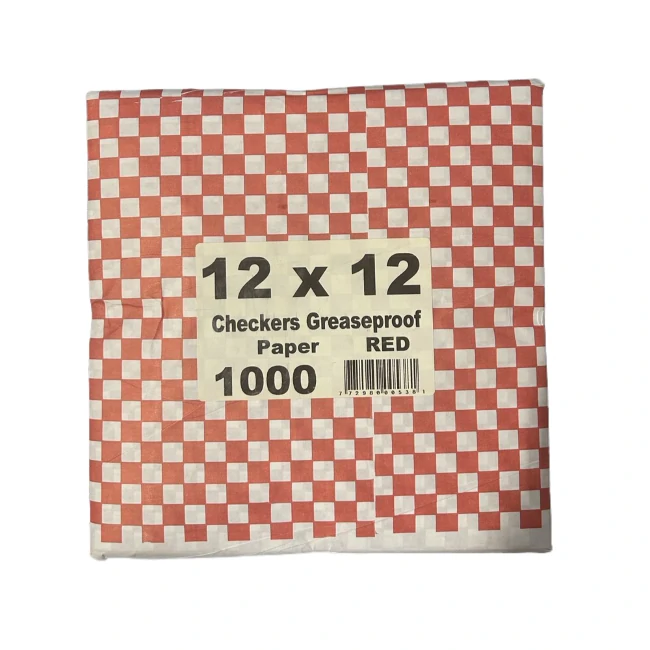 12 x 12
Checkers Greaseproof
Paper RED
1000